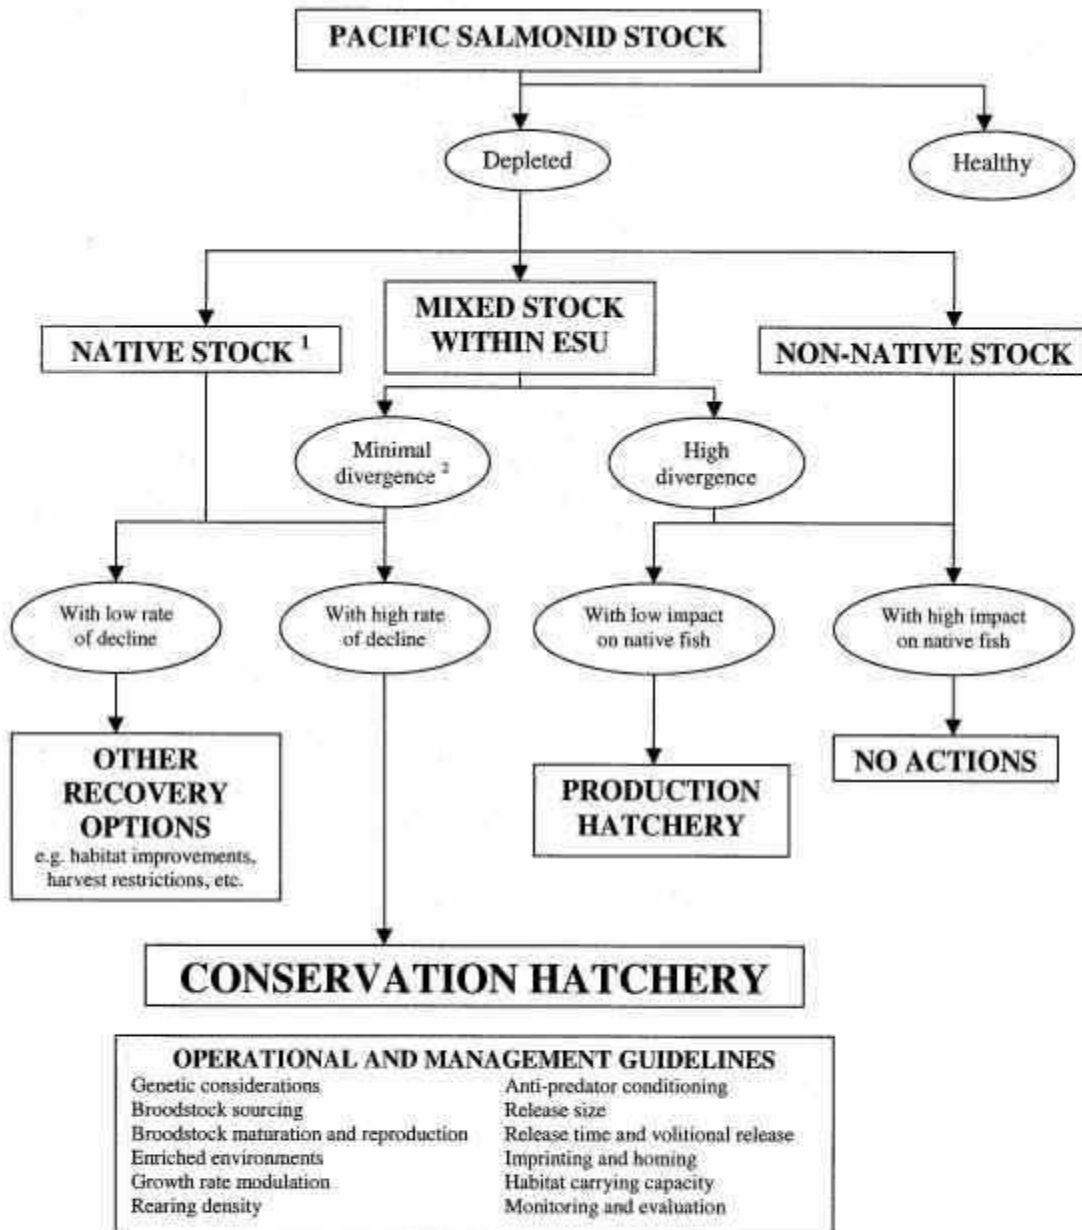 PACIFIC SALMONID STOCK
Depleted
Healthy
MIXED STOCK
WITHIN ESU
NATIVE STOCK 1
NON-NATIVE STOCK
Minimal
divergence 2
High
divergence
With low rate
of decline
With high rate
of decline
With low impact
on native fish
With high impact
on native fish
OTHER
RECOVERY
OPTIONS
e.g. habitat improvements,
harvest restrictions, etc.
PRODUCTION
HATCHERY
NO ACTIONS
CONSERVATION HATCHERY
OPERATIONAL AND MANAGEMENT GUIDELINES
Genetic considerations
Broodstock sourcing
Broodstock maturation and reproduction
Enriched environments
Growth rate modulation
Rearing density
Anti-predator conditioning
Release size
Release time and volitional release
Imprinting and homing
Habitat carrying capacity
Monitoring and evaluation